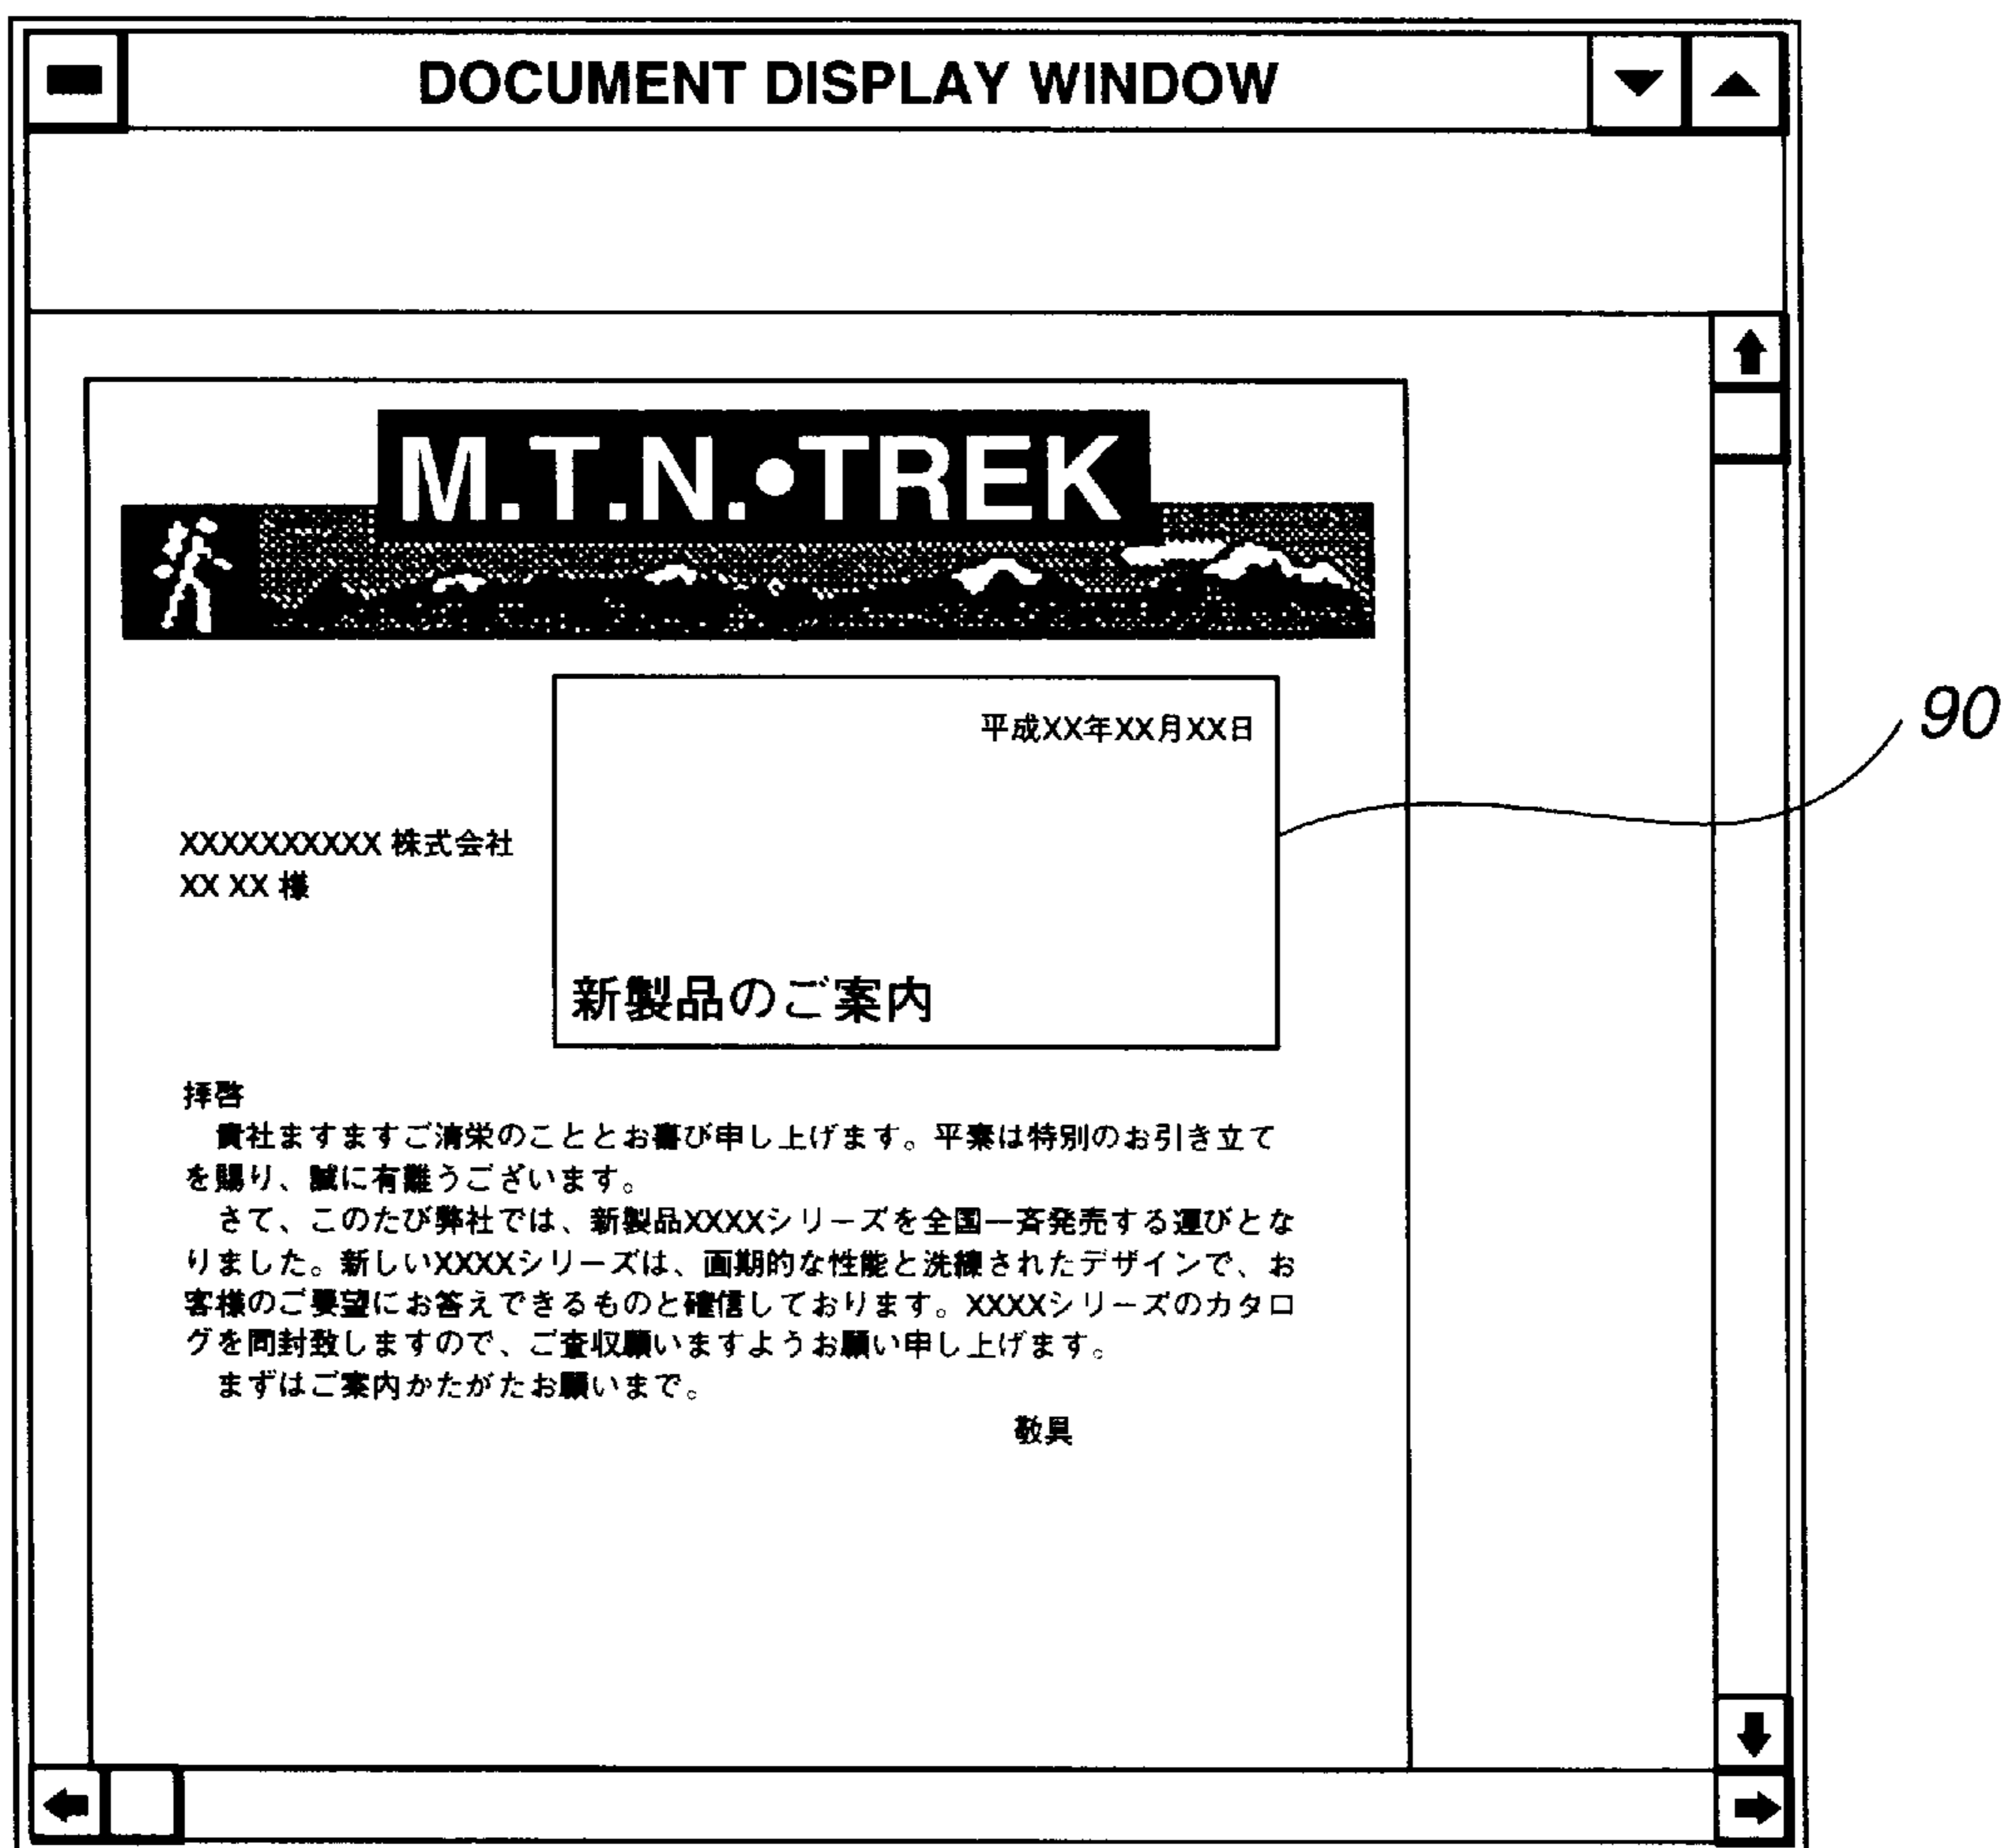 DOCUMENT DISPLAY WINDOW
M.T.N.•TREK
平成XX年XX月XX日
90
XXXXXXXXXX 株式会社
XX XX 様
新製品のご案内
拝啓
貴社ますますご清栄のこととお喜び申し上げます。平素は特別のお引き立て
を賜り、誠に有難うございます。
さて、このたび弊社では、新製品XXXXシリーズを全国一斉発売する運びとな
りました。新しいXXXXシリーズは、画期的な性能と洗練されたデザインで、お
客様のご要望にお答えできるものと確信しております。XXXXシリーズのカタロ
グを同封致しますので、ご査収願いますようお願い申し上げます。
まずはご案内かたがたお願いまで。
敬具